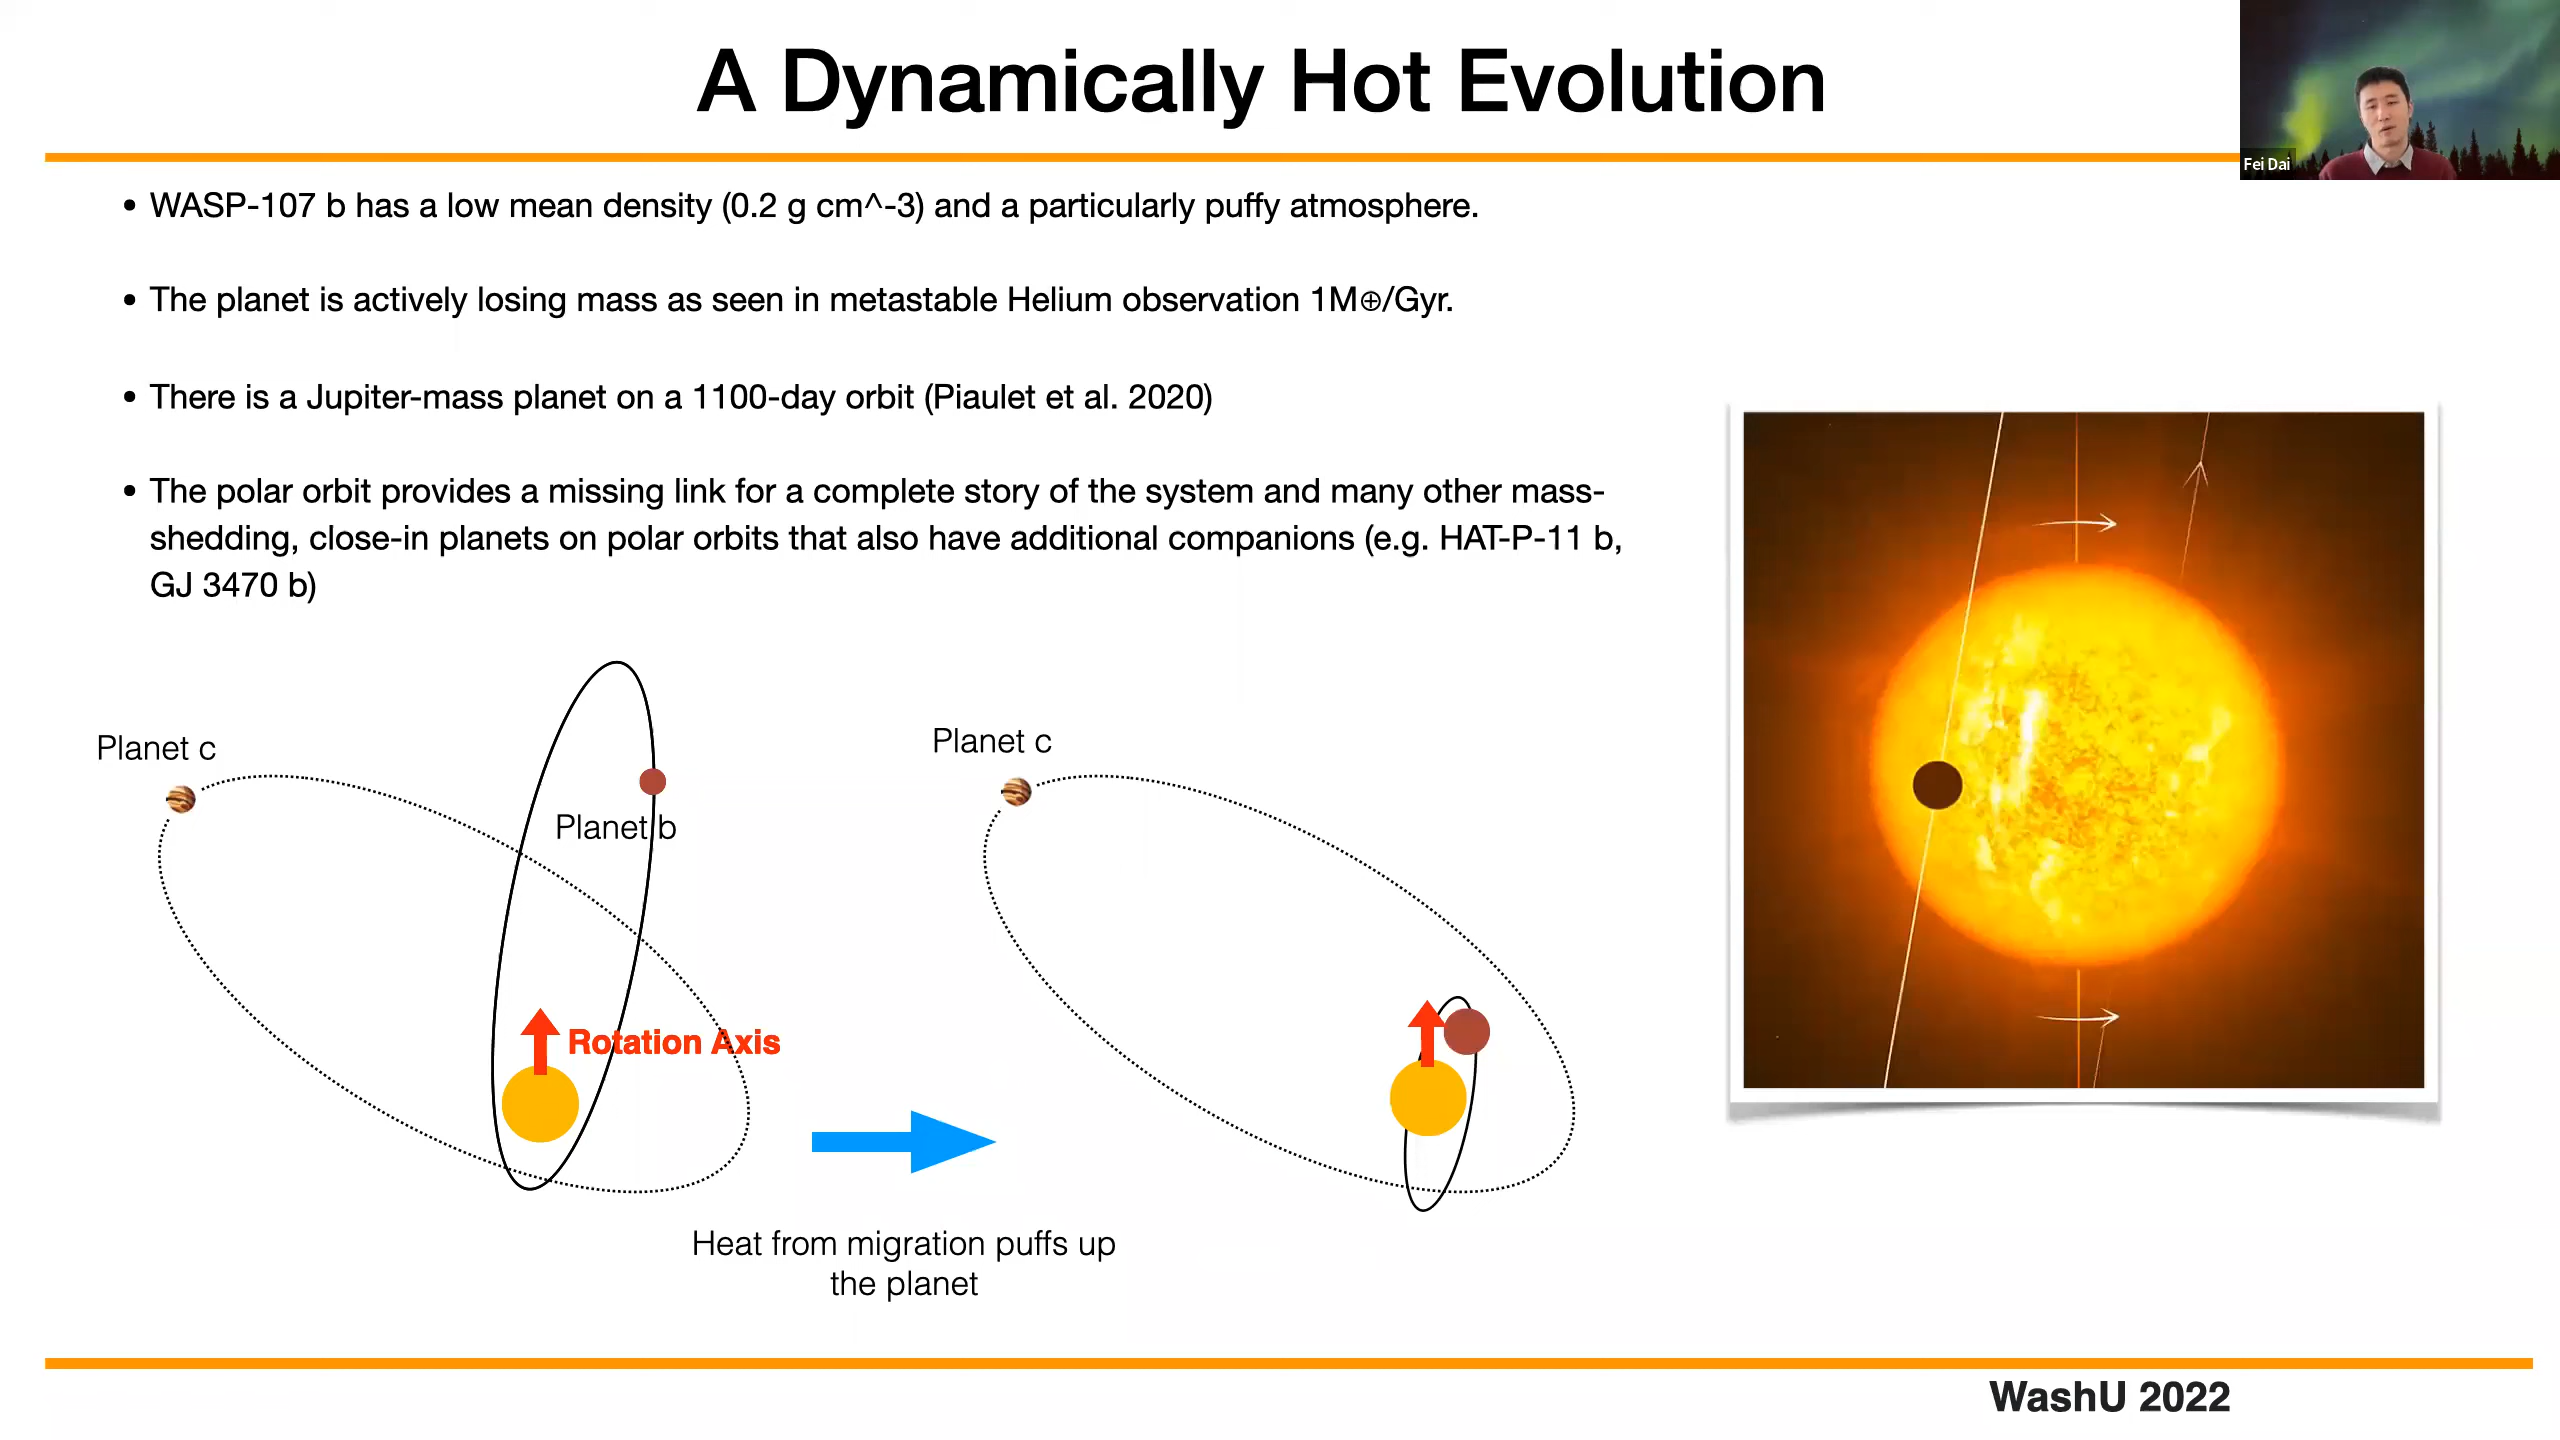 A Dynamically Hot Evolution
Fei Dai
• WASP-107 b has a low mean density (0.2 g cm^-3) and a particularly puffy atmosphere.
• The planet is actively losing mass as seen in metastable Helium observation 1M⊕/Gyr.
• There is a Jupiter-mass planet on a 1100-day orbit (Piaulet et al. 2020)
• The polar orbit provides a missing link for a complete story of the system and many other mass-
shedding, close-in planets on polar orbits that also have additional companions (e.g. HAT-P-11 b,
GJ 3470 b)
Planet c
Planet b
Rotation Axis
Planet c
Heat from migration puffs up
the planet
WashU 2022